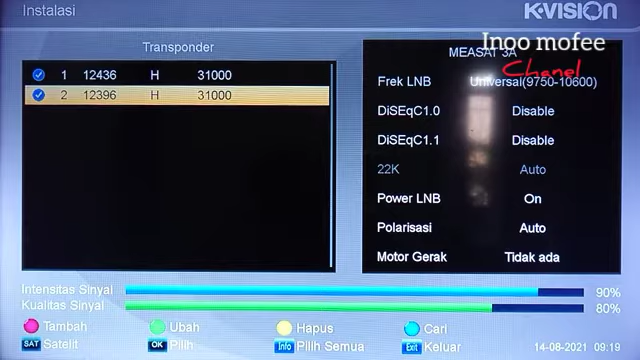 Instalasi
K-VISION
Inoo mofee
Chanel
Transponder
1 12436 H 31000
2 12396 H 31000
MEASAT 3A
Frek LNB Universal(9750-10600)
DiSEqC1.0 Disable
DiSEqC1.1 Disable
22K Auto
Power LNB On
Polarisasi Auto
Motor Gerak Tidak ada
Intensitas Sinyal 90%
Kualitas Sinyal 80%
Tambah Ubah Hapus Cari
SAT Satelit OK Pilih Info Pilih Semua Exit Keluar
14-08-2021 09:19